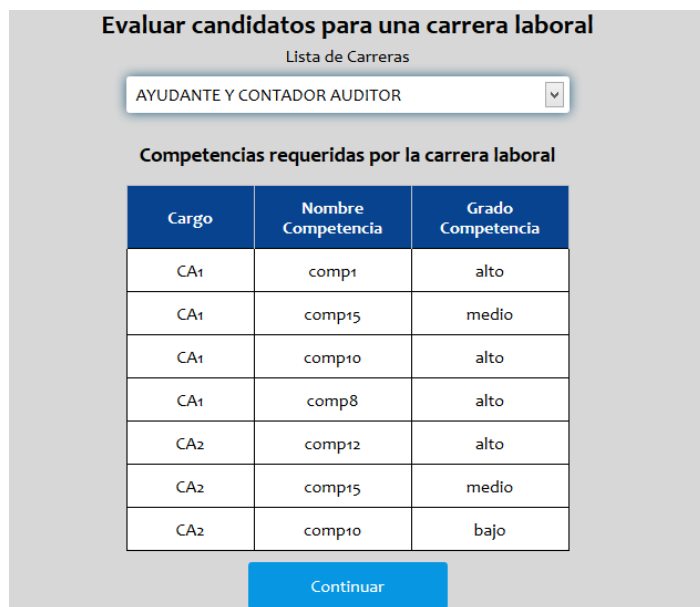 Evaluar candidatos para una carrera laboral
Lista de Carreras
AYUDANTE Y CONTADOR AUDITOR
Competencias requeridas por la carrera laboral
Cargo Nombre Competencia Grado Competencia
CA1 comp1 alto
CA1 comp15 medio
CA1 comp10 alto
CA1 comp8 alto
CA2 comp12 alto
CA2 comp15 medio
CA2 comp10 bajo
Continuar